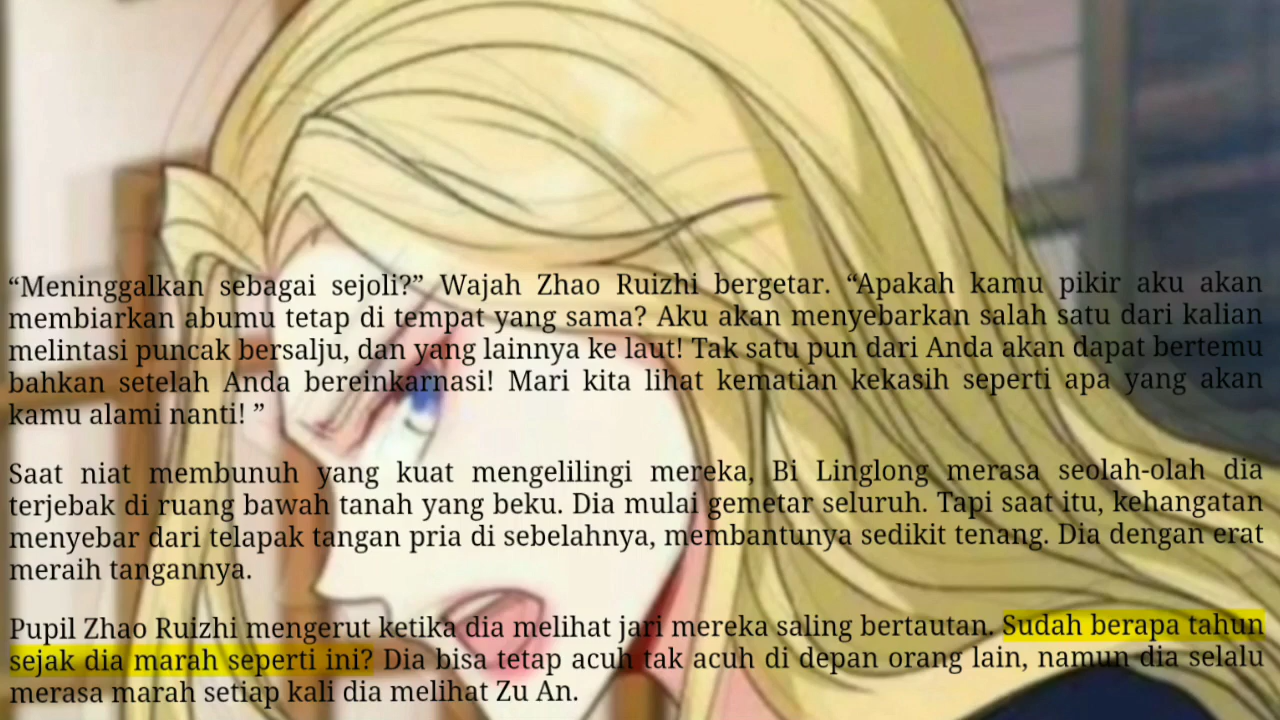 “Meninggalkan sebagai sejoli?” Wajah Zhao Ruizhi bergetar. “Apakah kamu pikir aku akan
membiarkan abumu tetap di tempat yang sama? Aku akan menyebarkan salah satu dari kalian
melintasi puncak bersalju, dan yang lainnya ke laut! Tak satu pun dari Anda akan dapat bertemu
bahkan setelah Anda bereinkarnasi! Mari kita lihat kematian kekasih seperti apa yang akan
kamu alami nanti! ”
Saat niat membunuh yang kuat mengelilingi mereka, Bi Linglong merasa seolah-olah dia
terjebak di ruang bawah tanah yang beku. Dia mulai gemetar seluruh. Tapi saat itu, kehangatan
menyebar dari telapak tangan pria di sebelahnya, membantunya sedikit tenang. Dia dengan erat
meraih tangannya.
Pupil Zhao Ruizhi mengerut ketika dia melihat jari mereka saling bertautan. Sudah berapa tahun
sejak dia marah seperti ini? Dia bisa tetap acuh tak acuh di depan orang lain, namun dia selalu
merasa marah setiap kali dia melihat Zu An.